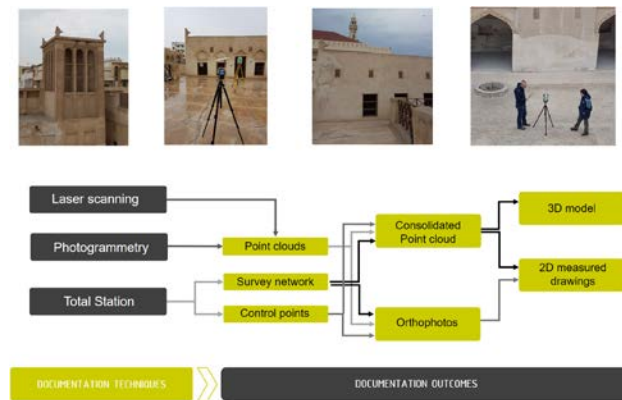 Laser scanning
Photogrammetry
Total Station
Point clouds
Survey network
Control points
Consolidated
Point cloud
Orthophotos
3D model
2D measured
drawings
DOCUMENTATION TECHNIQUES
DOCUMENTATION OUTCOMES